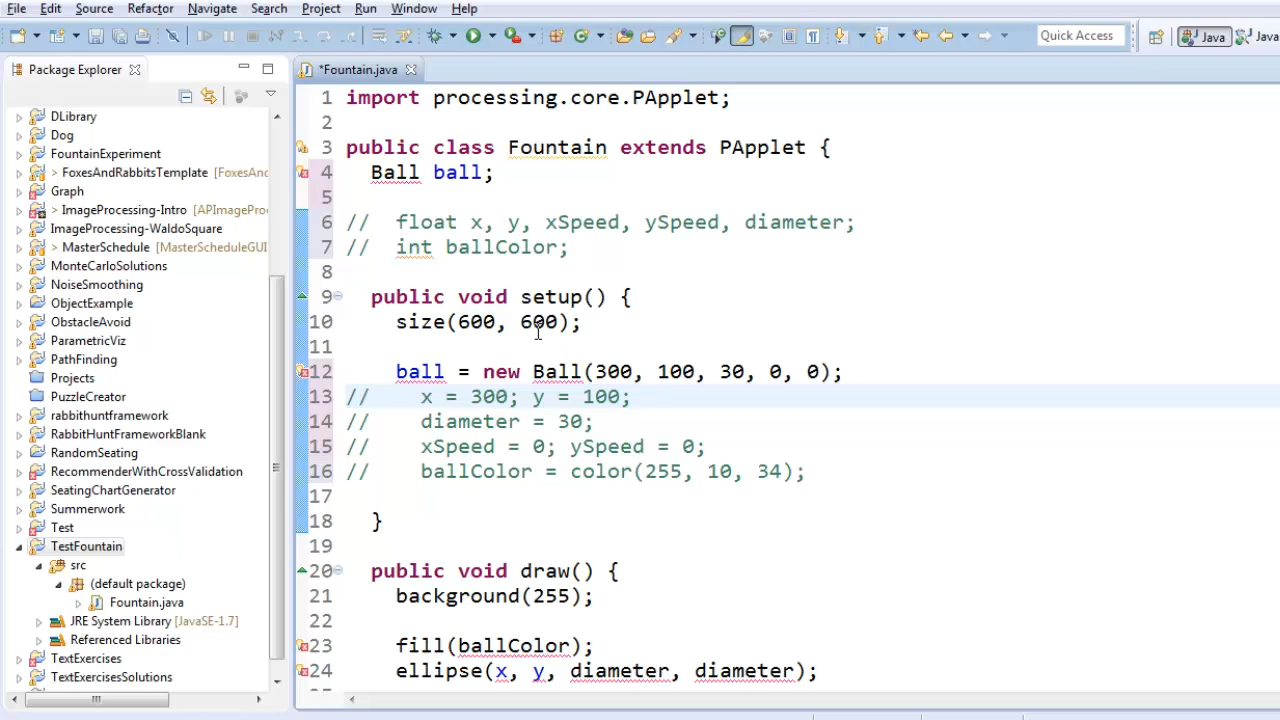 File Edit Source Refactor Navigate Search Project Run Window Help
Quick Access
Java
Java
Package Explorer
DLibrary
Dog
FountainExperiment
> FoxesAndRabbitsTemplate [FoxesAn
Graph
> ImageProcessing-Intro [APImagePro
ImageProcessing-WaldoSquare
> MasterSchedule [MasterScheduleGUI
MonteCarloSolutions
NoiseSmoothing
ObjectExample
ObstacleAvoid
ParametricViz
PathFinding
Projects
PuzzleCreator
rabbithuntframework
RabbitHuntFrameworkBlank
RandomSeating
RecommenderWithCrossValidation
SeatingChartGenerator
Summerwork
Test
TestFountain
src
(default package)
Fountain.java
JRE System Library [JavaSE-1.7]
Referenced Libraries
TextExercises
TextExercisesSolutions
*Fountain.java
1 import processing.core.PApplet;
2
3 public class Fountain extends PApplet {
4 Ball ball;
5
6 // float x, y, xSpeed, ySpeed, diameter;
7 // int ballColor;
8
9 public void setup() {
10 size(600, 600);
11
12 ball = new Ball(300, 100, 30, 0, 0);
13 // x = 300; y = 100;
14 // diameter = 30;
15 // xSpeed = 0; ySpeed = 0;
16 // ballColor = color(255, 10, 34);
17
18 }
19
20 public void draw() {
21 background(255);
22
23 fill(ballColor);
24 ellipse(x, y, diameter, diameter);